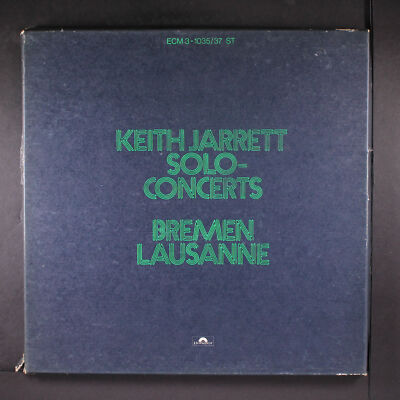 ECM 3-1035/37 ST
KEITH JARRETT
SOLO-
CONCERTS
BREMEN
LAUSANNE